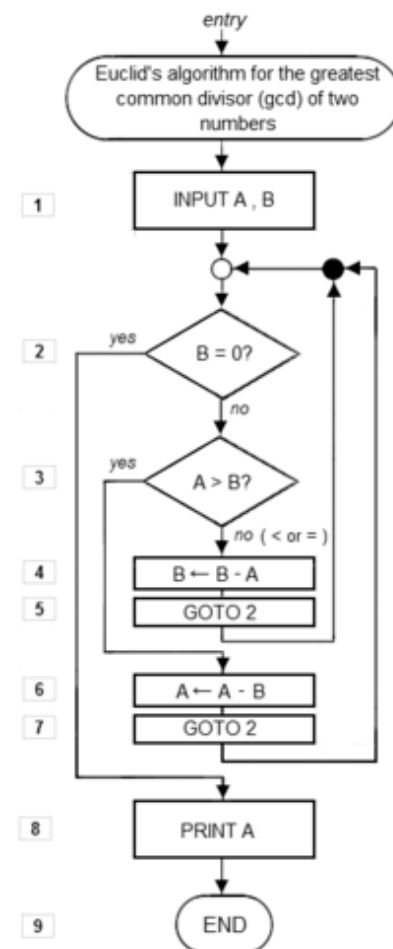 entry
Euclid's algorithm for the greatest
common divisor (gcd) of two
numbers
1
INPUT A , B
2
yes
B = 0?
no
3
yes
A > B?
no ( < or = )
4
B ← B - A
5
GOTO 2
6
A ← A - B
7
GOTO 2
8
PRINT A
9
END